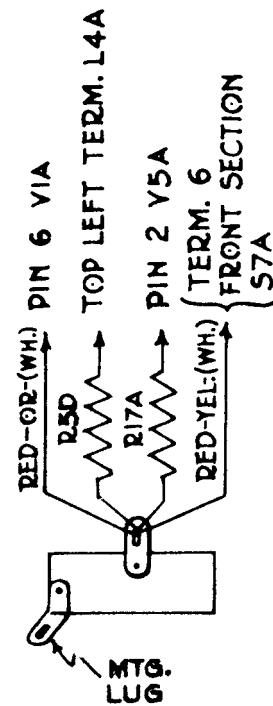 RED-OR-(WH.) PIN 6 V1A
R5D TOP LEFT TERM. L4A
R17A PIN 2 V5A
RED-YEL:(WH.) TERM. 6
FRONT SECTION
S7A
MTG.
LUG